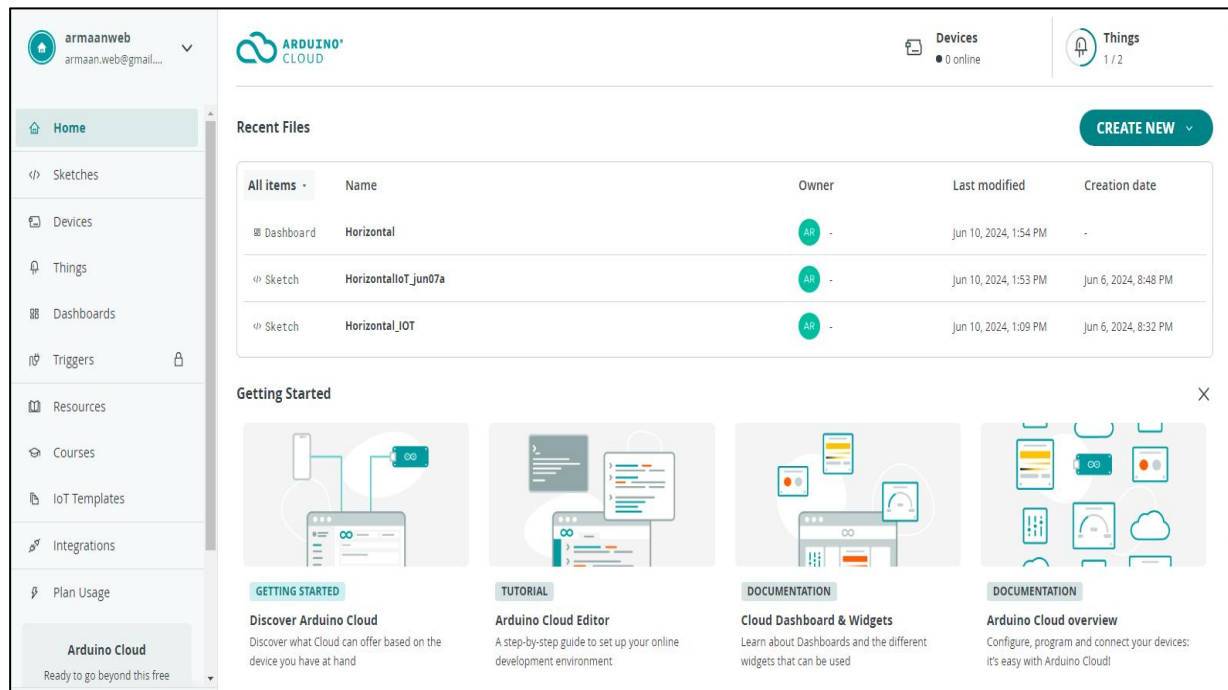 armaanweb
armaan.web@gmail....
ARDUINO
CLOUD
Devices
0 online
Things
1 / 2
Home
Sketches
Devices
Things
Dashboards
Triggers
Resources
Courses
IoT Templates
Integrations
Plan Usage
Arduino Cloud
Ready to go beyond this free
Recent Files
CREATE NEW
All items Name Owner Last modified Creation date
Dashboard Horizontal AR - Jun 10, 2024, 1:54 PM -
Sketch HorizontalIoT_jun07a AR - Jun 10, 2024, 1:53 PM Jun 6, 2024, 8:48 PM
Sketch Horizontal_IOT AR - Jun 10, 2024, 1:09 PM Jun 6, 2024, 8:32 PM
Getting Started
GETTING STARTED
Discover Arduino Cloud
Discover what Cloud can offer based on the
device you have at hand
TUTORIAL
Arduino Cloud Editor
A step-by-step guide to set up your online
development environment
DOCUMENTATION
Cloud Dashboard & Widgets
Learn about Dashboards and the different
widgets that can be used
DOCUMENTATION
Arduino Cloud overview
Configure, program and connect your devices:
it's easy with Arduino Cloud!